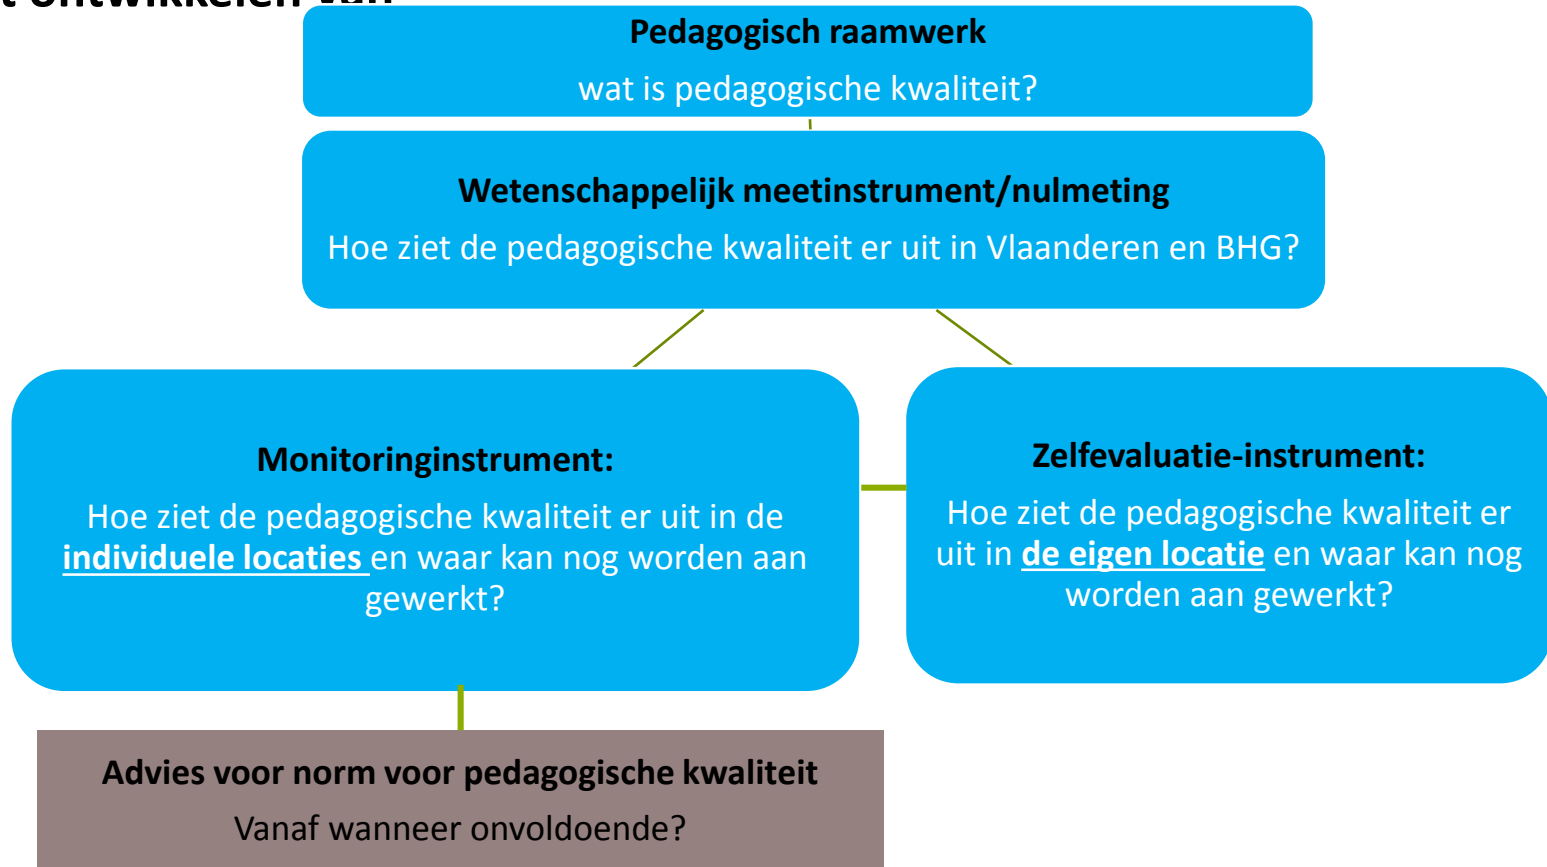 t ontwikkelen van
Pedagogisch raamwerk
wat is pedagogische kwaliteit?
Wetenschappelijk meetinstrument/nulmeting
Hoe ziet de pedagogische kwaliteit er uit in Vlaanderen en BHG?
Monitoringinstrument:
Hoe ziet de pedagogische kwaliteit er uit in de
individuele locaties en waar kan nog worden aan
gewerkt?
Zelfevaluatie-instrument:
Hoe ziet de pedagogische kwaliteit er
uit in de eigen locatie en waar kan nog
worden aan gewerkt?
Advies voor norm voor pedagogische kwaliteit
Vanaf wanneer onvoldoende?